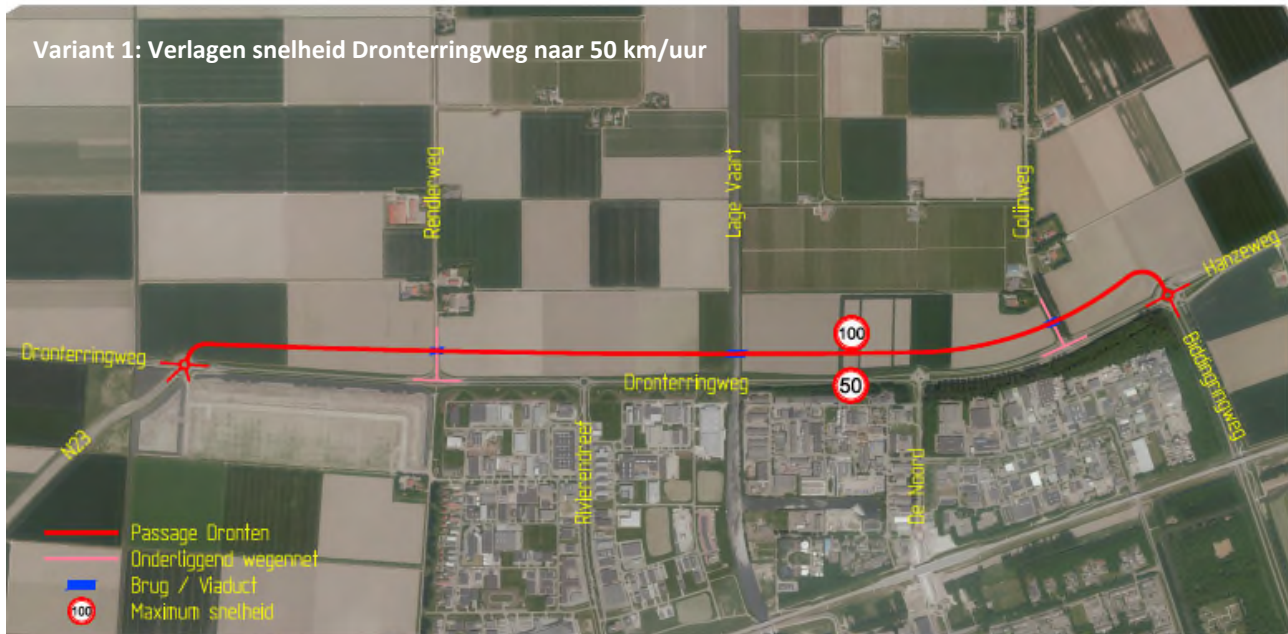 Variant 1: Verlagen snelheid Dronterringweg naar 50 km/uur
Rendierweg
Lage Vaart
Colijnweg
Hanzeweg
100
Dronterringweg
Dronterringweg
50
Biddingringweg
N23
Rivierendreef
De Noord
Passage Dronten
Onderliggend wegennet
Brug / Viaduct
100 Maximum snelheid